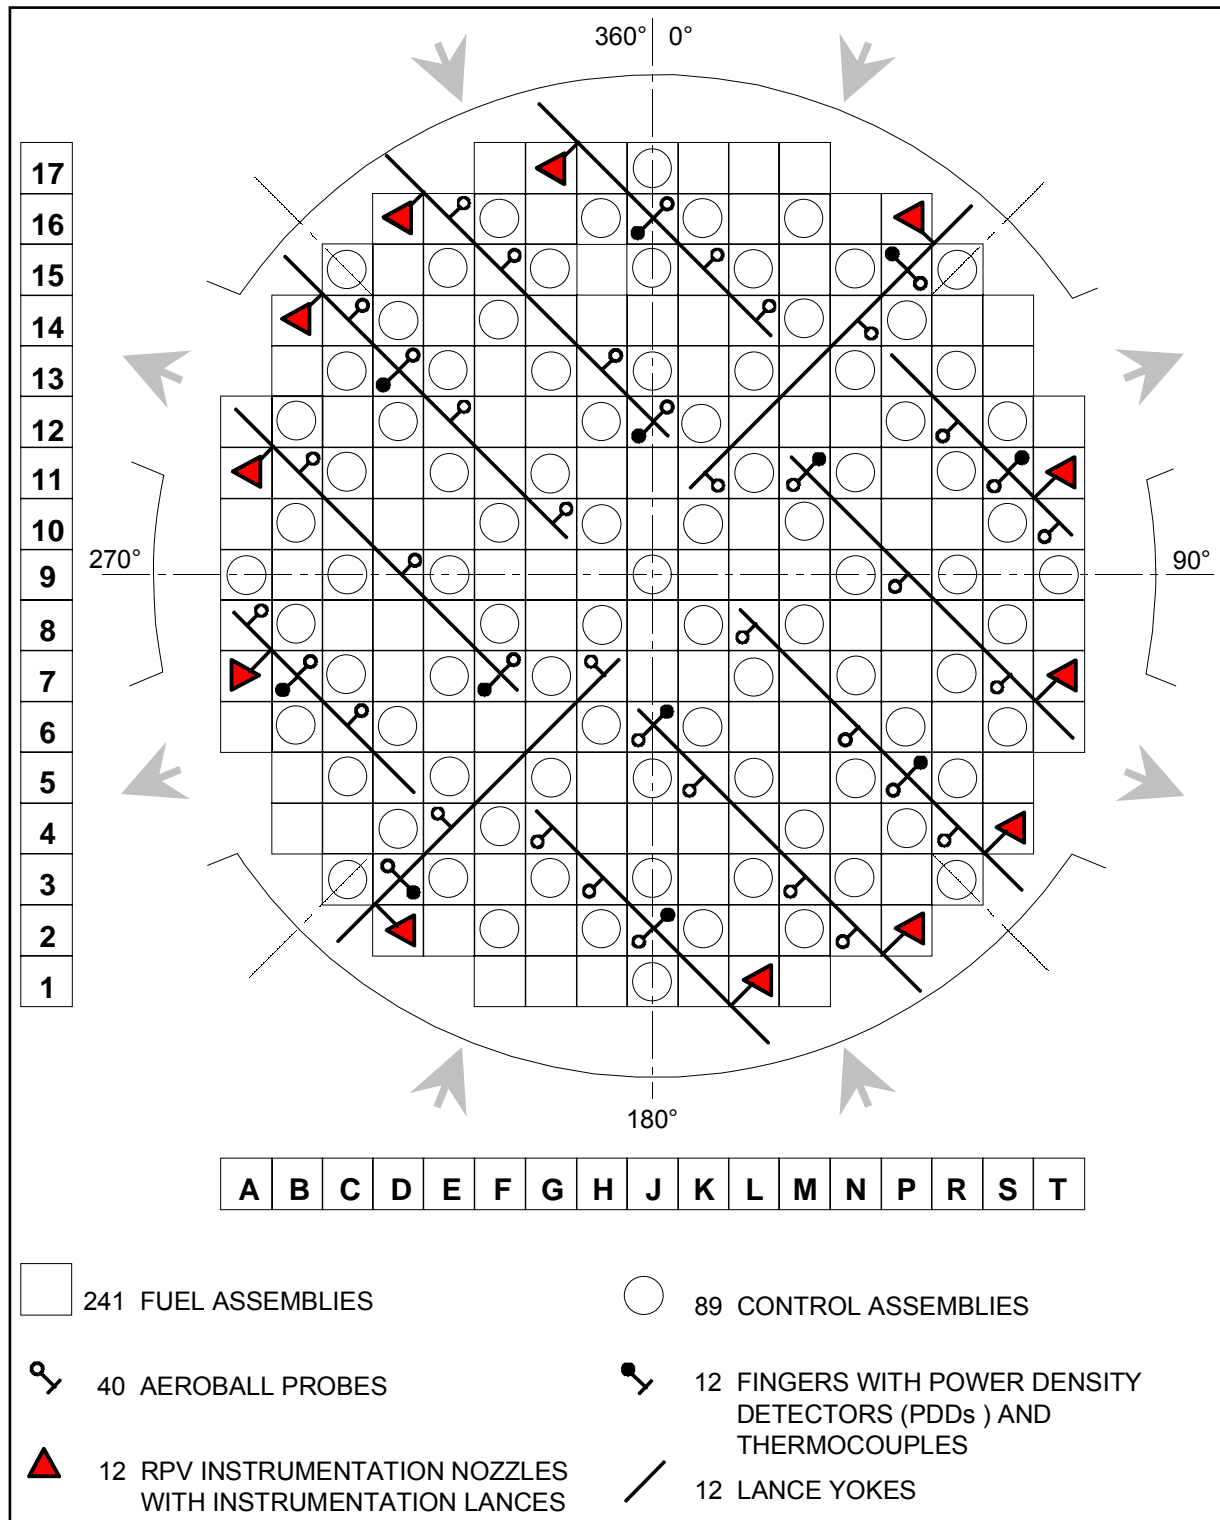 360° 0°
17
16
15
14
13
12
11
10
270° 9 90°
8
7
6
5
4
3
2
1
180°
A B C D E F G H J K L M N P R S T
241 FUEL ASSEMBLIES
89 CONTROL ASSEMBLIES
40 AEROBALL PROBES
12 FINGERS WITH POWER DENSITY
DETECTORS (PDDs ) AND
THERMOCOUPLES
12 RPV INSTRUMENTATION NOZZLES
WITH INSTRUMENTATION LANCES
12 LANCE YOKES